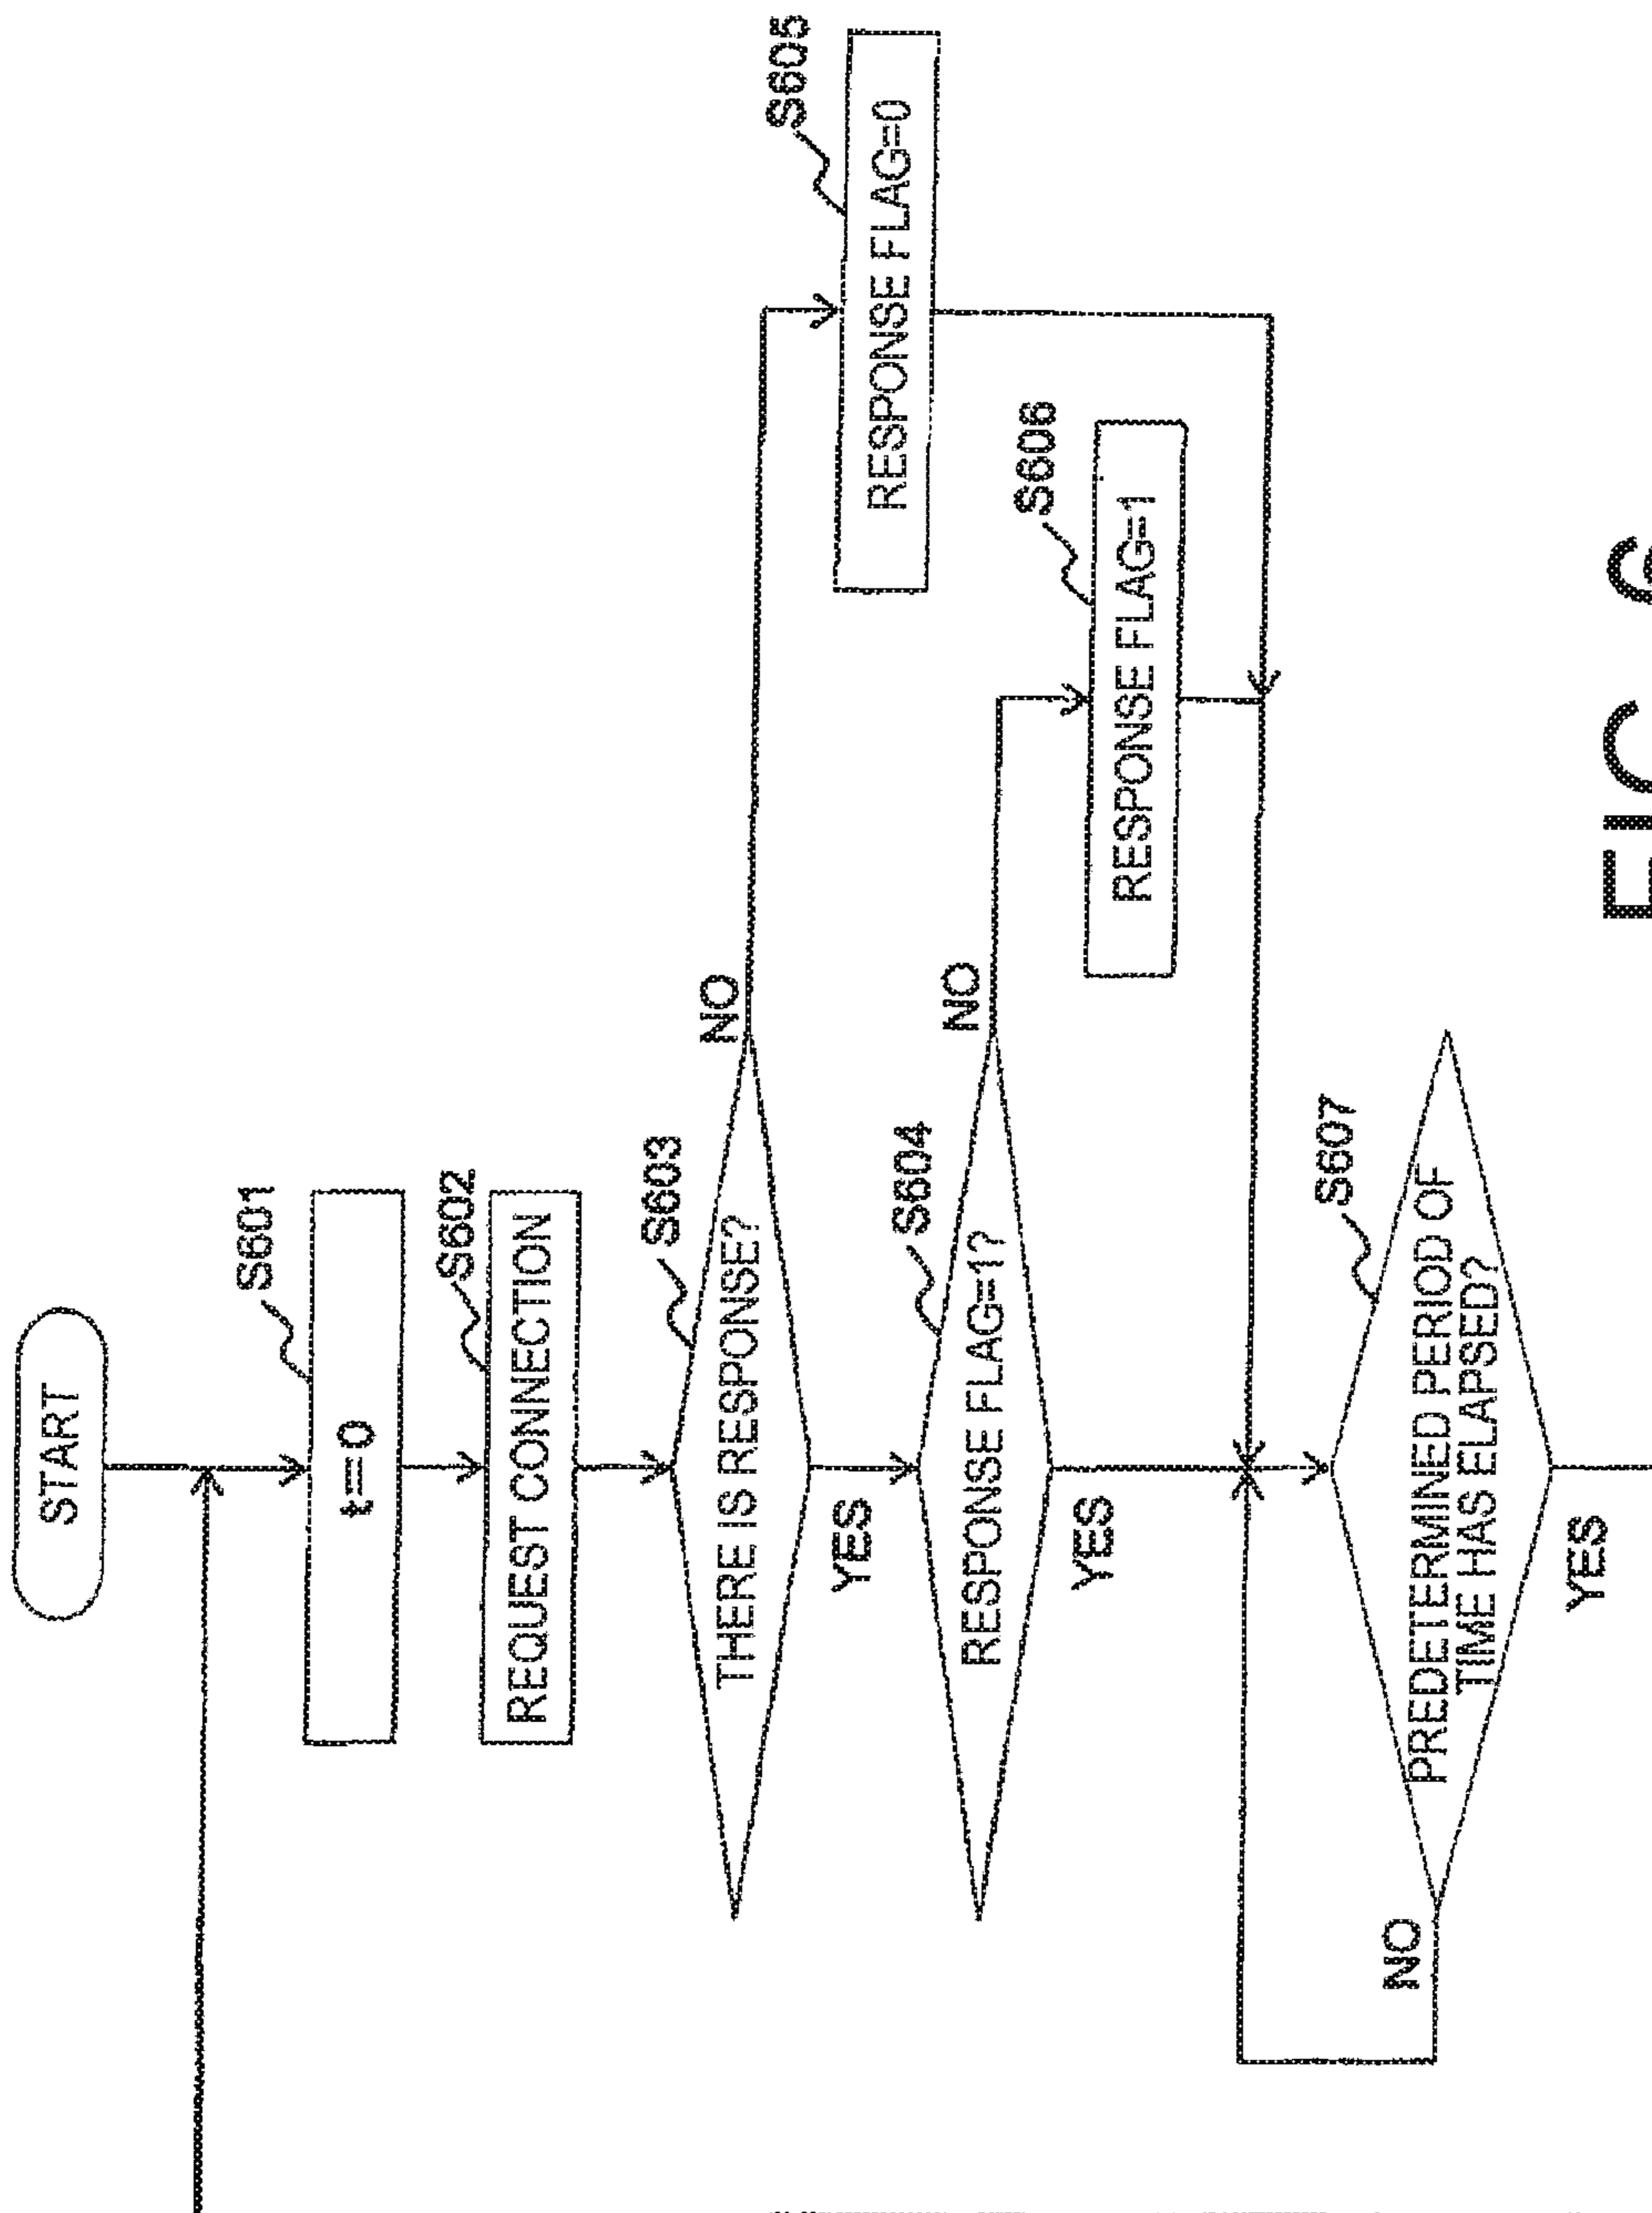 START
S601
t=0
S602
REQUEST CONNECTION
S603
THERE IS RESPONSE?
NO
YES
S605
RESPONSE FLAG=0
S604
RESPONSE FLAG=1?
NO
YES
S606
RESPONSE FLAG=1
S607
PREDETERMINED PERIOD OF
TIME HAS ELAPSED?
NO
YES